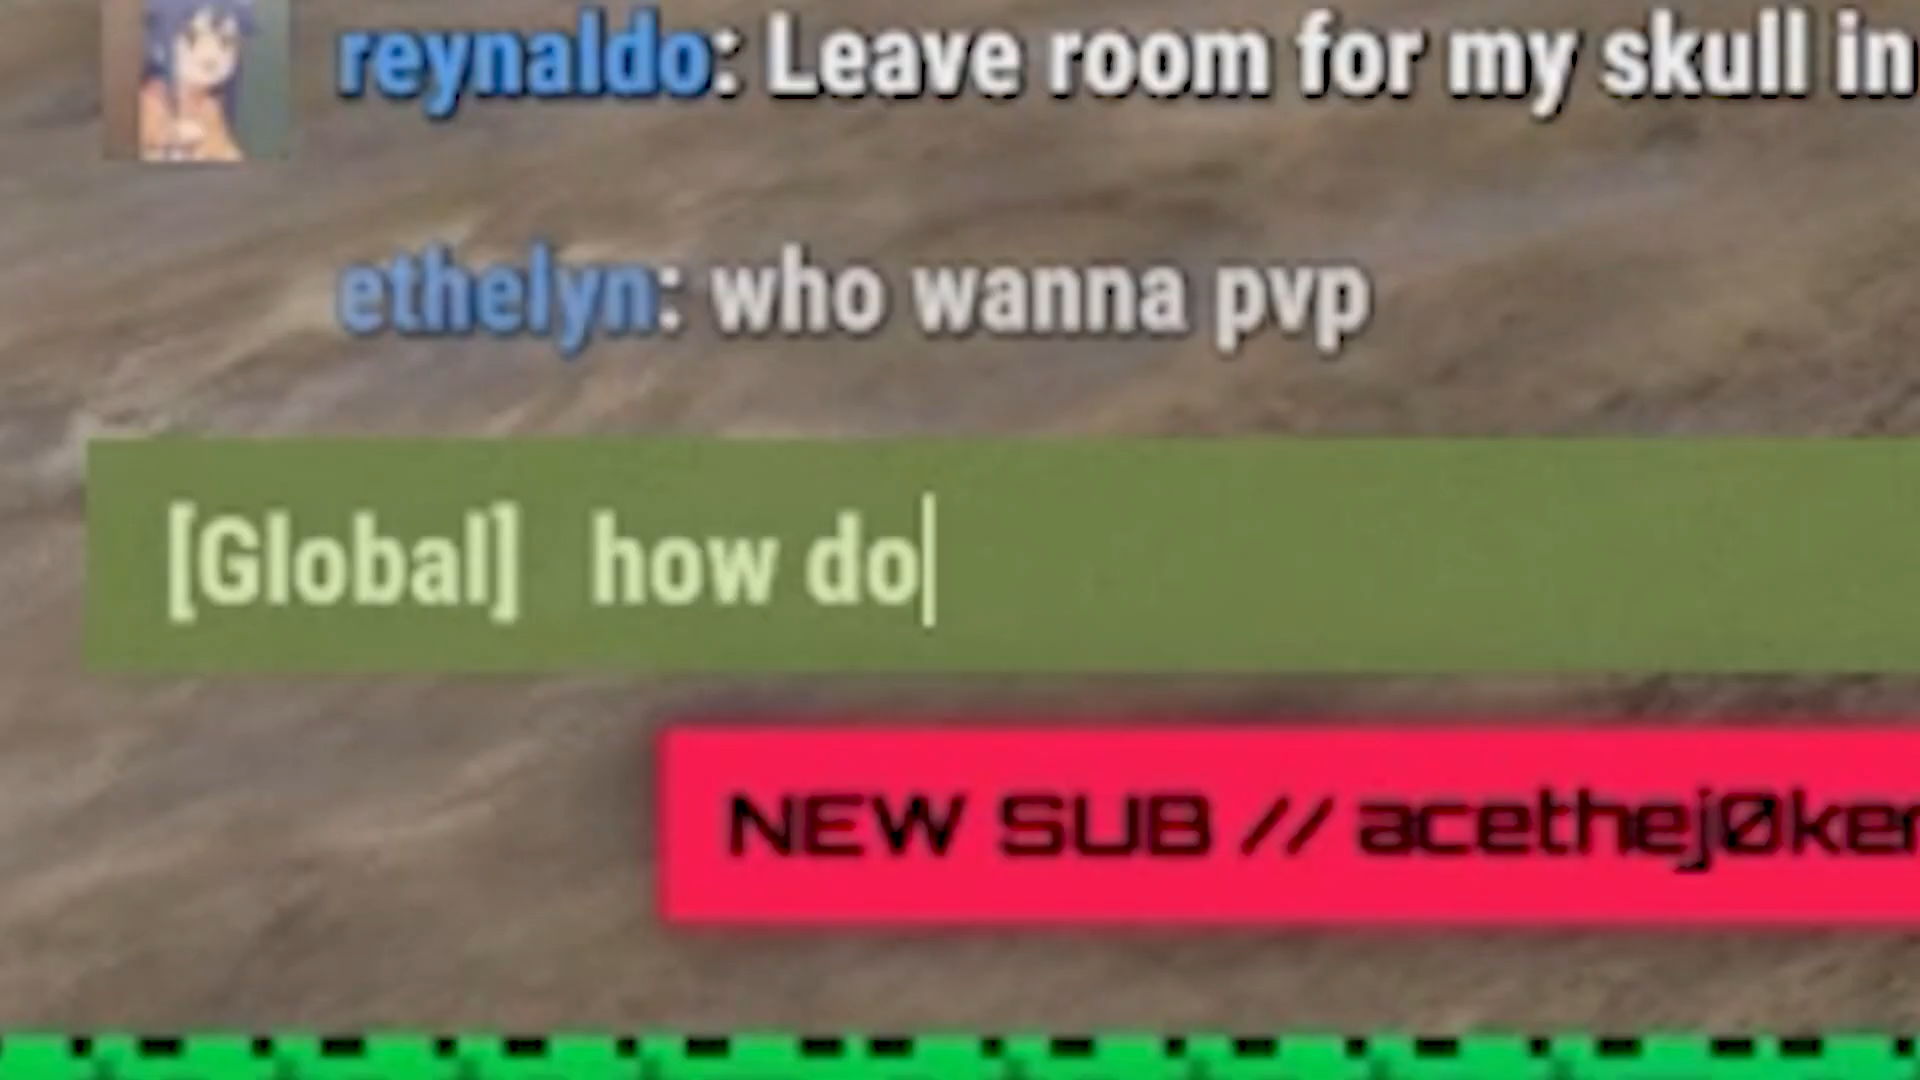 reynaldo: Leave room for my skull in
ethelyn: who wanna pvp
[Global] how do
NEW SUB // acethej0ker